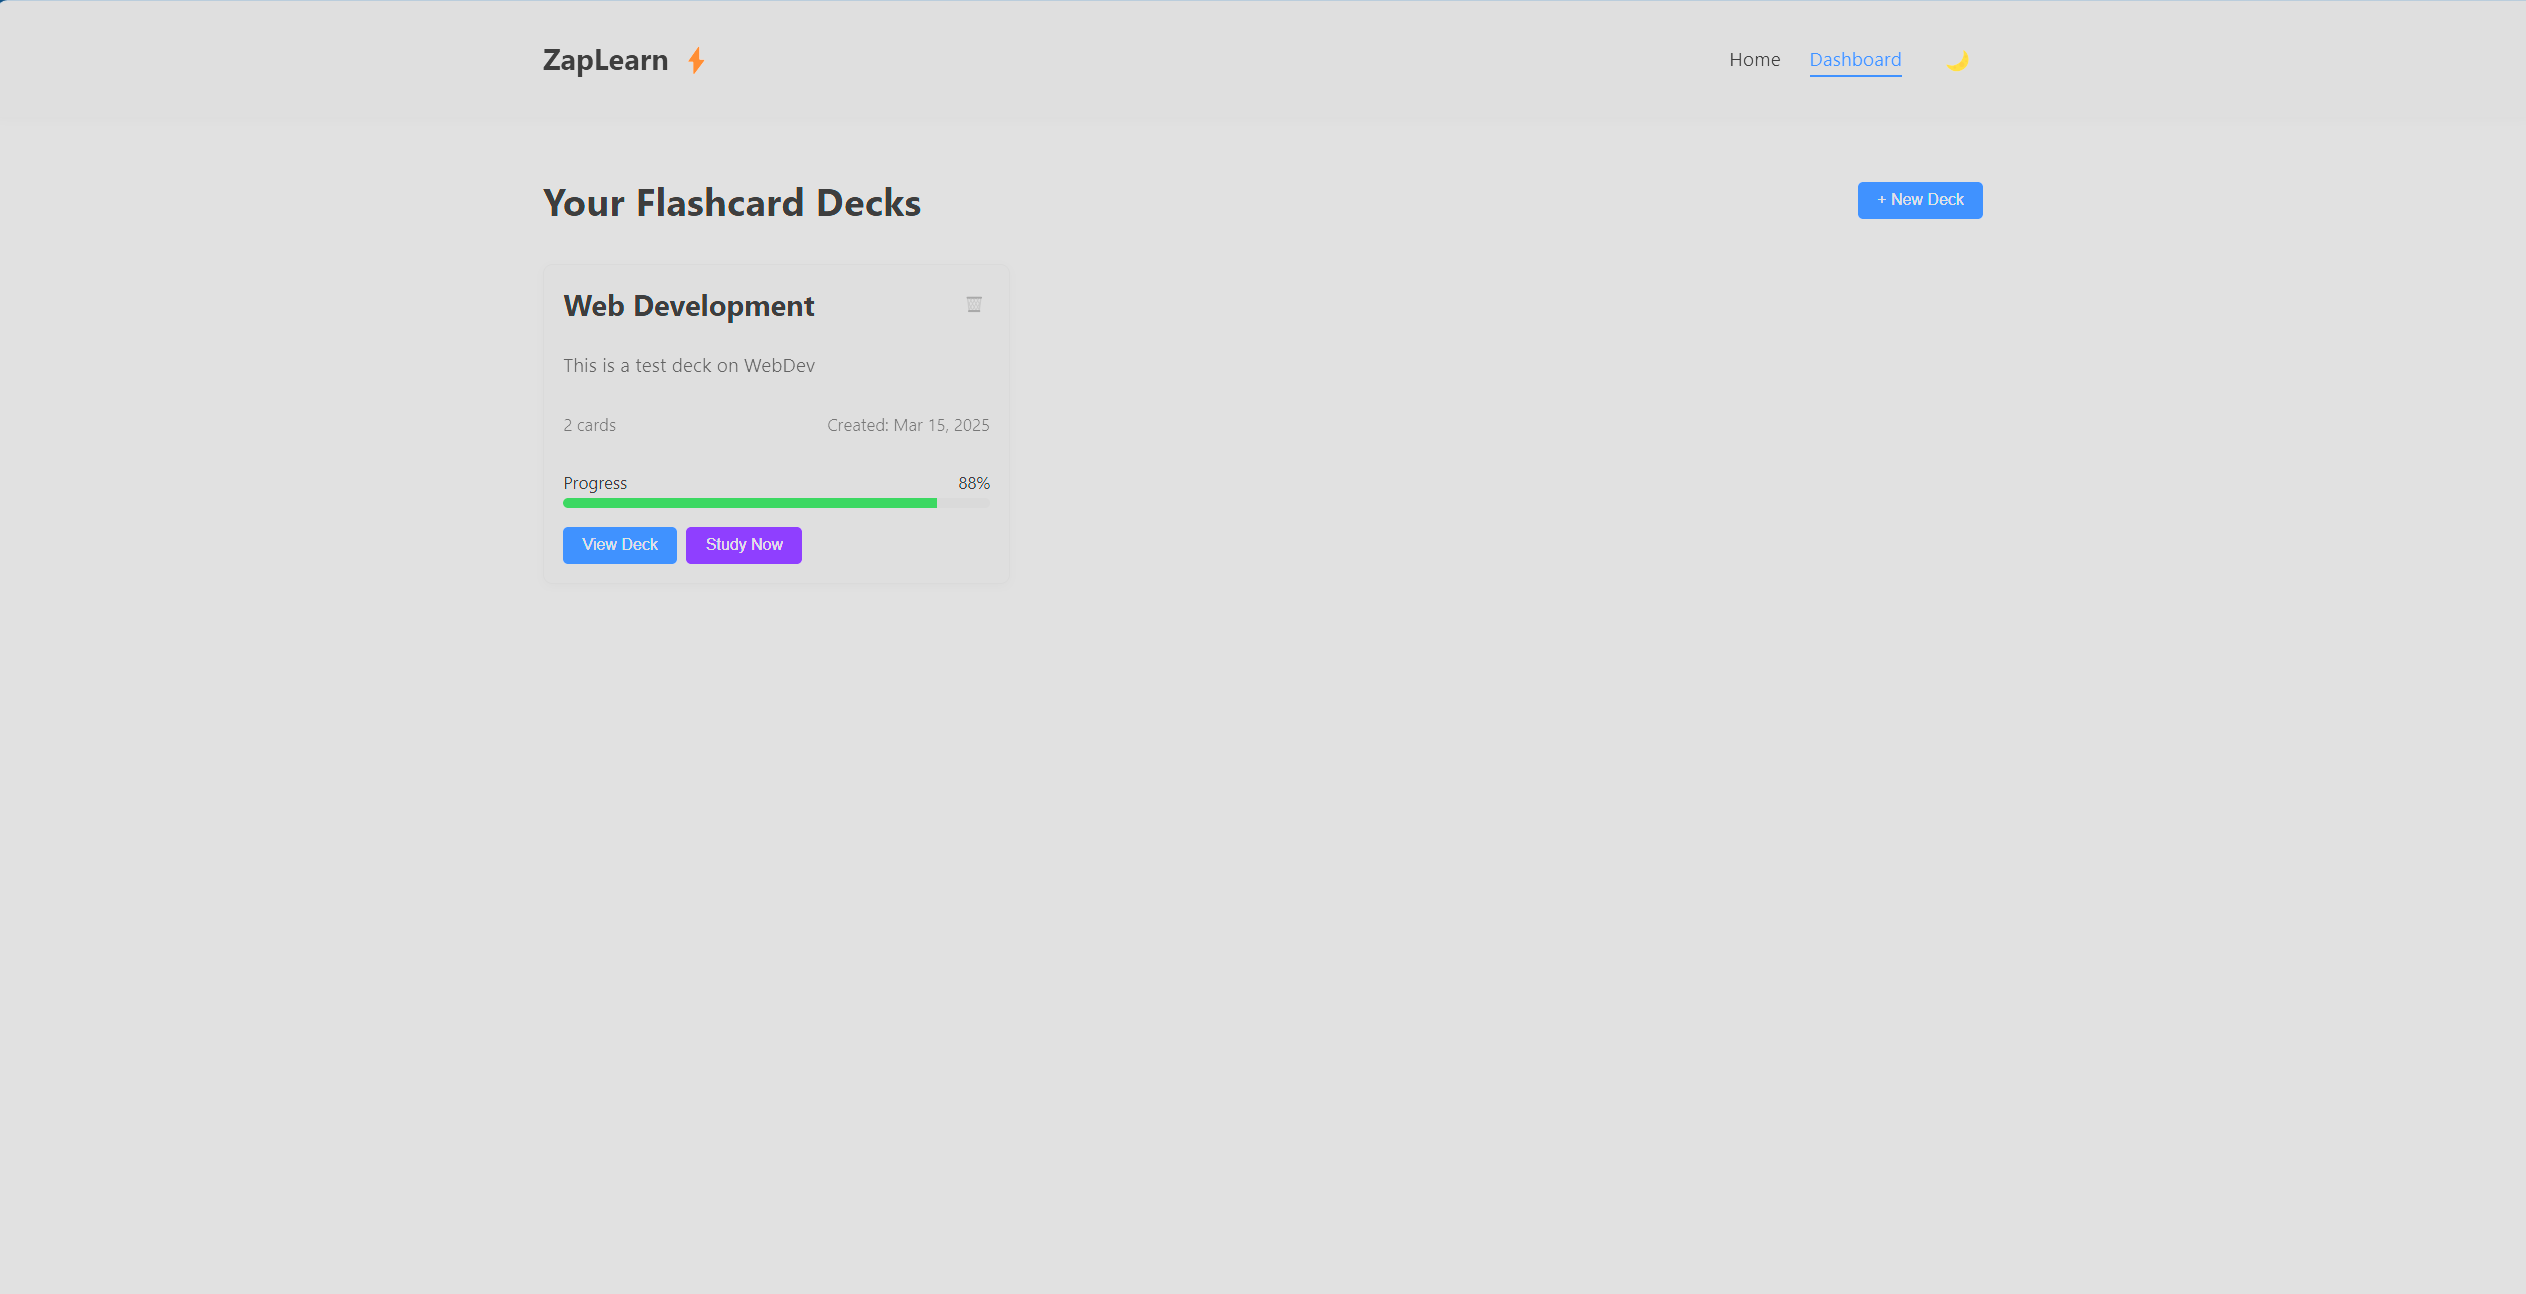 ZapLearn
Home Dashboard
Your Flashcard Decks
+ New Deck
Web Development
This is a test deck on WebDev
2 cards Created: Mar 15, 2025
Progress 88%
View Deck Study Now